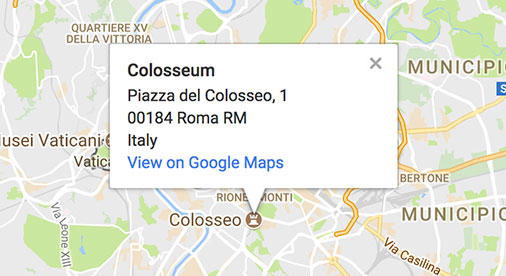 QUARTIERE XV
DELLA VITTORIA
Colosseum
Piazza del Colosseo, 1
00184 Roma RM
Italy
View on Google Maps
MUNICIPIO
usei Vaticani
Vatica
BERTONE
RIONE MONTI
Colosseo
MUNICIPIO
Via Leone XIII
Via Casilina